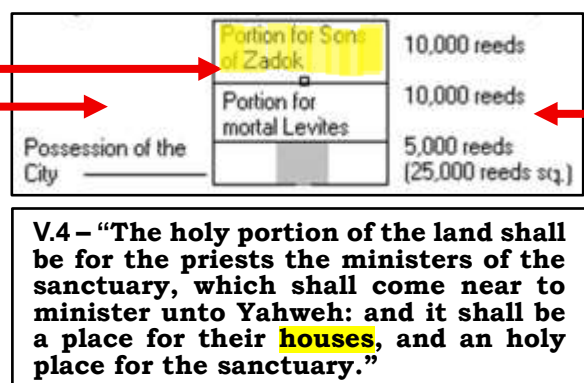 Portion for Sons
of Zadok
10,000 reeds
Portion for
mortal Levites
10,000 reeds
Possession of the
City
5,000 reeds
(25,000 reeds sq.)
V.4 – “The holy portion of the land shall
be for the priests the ministers of the
sanctuary, which shall come near to
minister unto Yahweh: and it shall be
a place for their houses, and an holy
place for the sanctuary.”